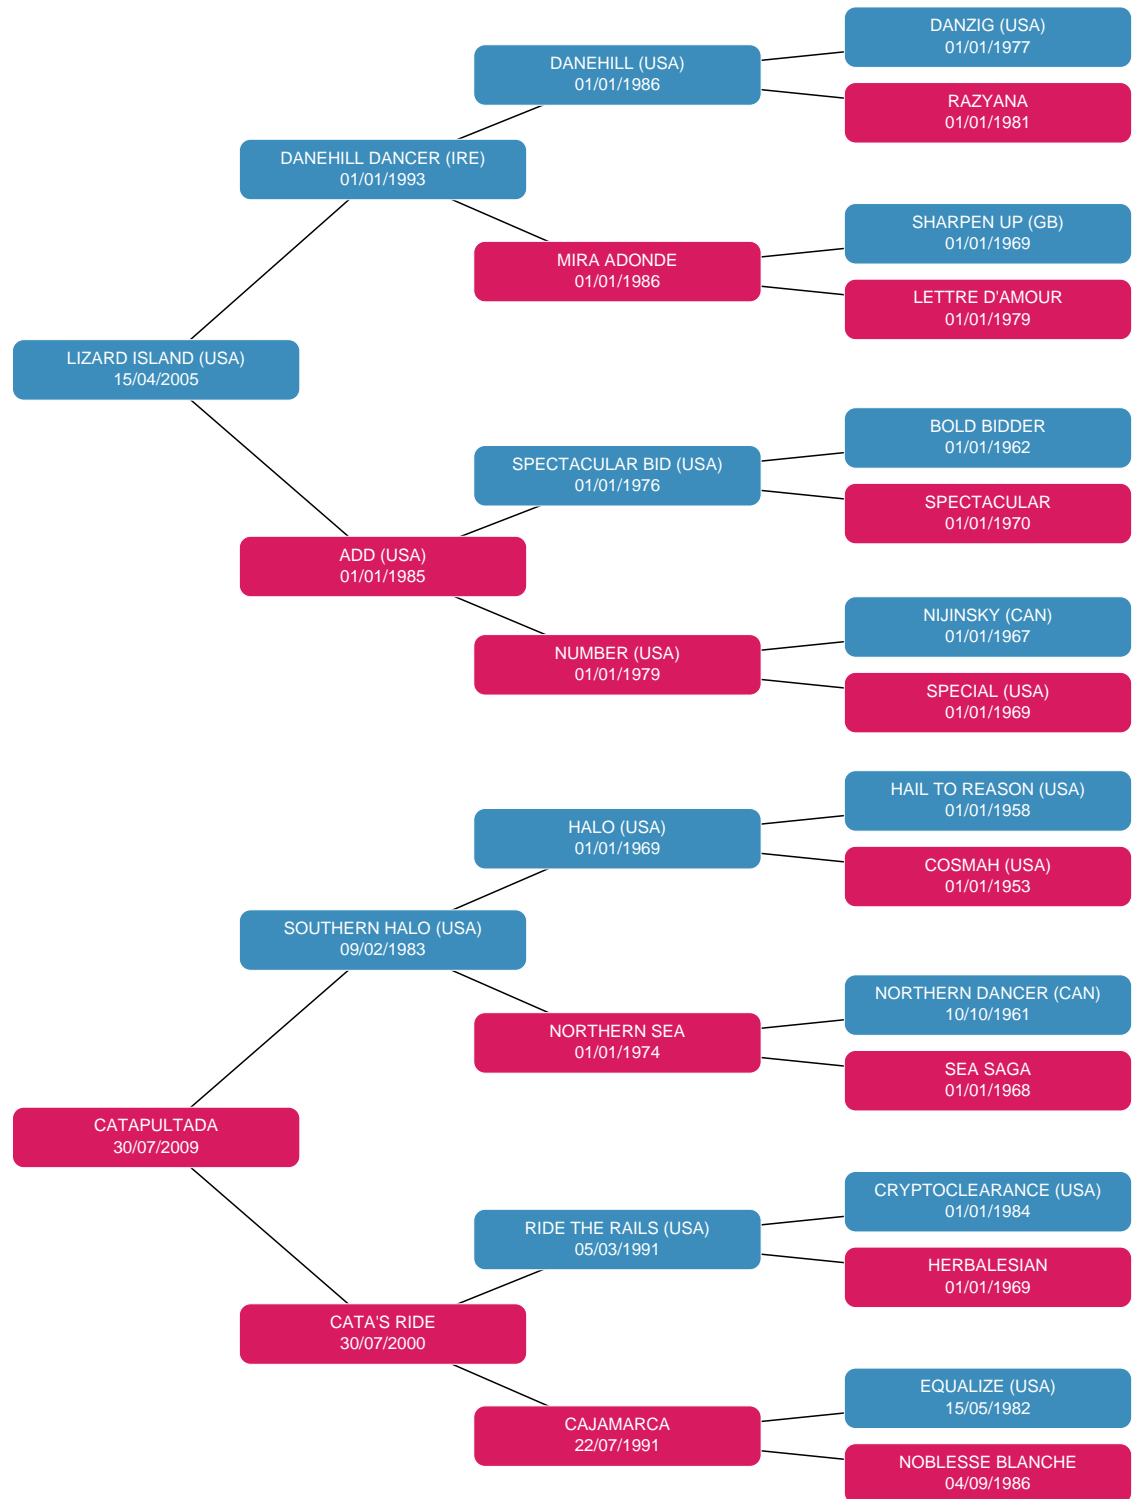 DANZIG (USA)
01/01/1977
DANEHILL (USA)
01/01/1986
RAZYANA
01/01/1981
DANEHILL DANCER (IRE)
01/01/1993
SHARPEN UP (GB)
01/01/1969
MIRA ADONDE
01/01/1986
LETTRE D'AMOUR
01/01/1979
LIZARD ISLAND (USA)
15/04/2005
BOLD BIDDER
01/01/1962
SPECTACULAR BID (USA)
01/01/1976
SPECTACULAR
01/01/1970
ADD (USA)
01/01/1985
NIJINSKY (CAN)
01/01/1967
NUMBER (USA)
01/01/1979
SPECIAL (USA)
01/01/1969
HAIL TO REASON (USA)
01/01/1958
HALO (USA)
01/01/1969
COSMAH (USA)
01/01/1953
SOUTHERN HALO (USA)
09/02/1983
NORTHERN DANCER (CAN)
10/10/1961
NORTHERN SEA
01/01/1974
SEA SAGA
01/01/1968
CATAPULTADA
30/07/2009
CRYPTOCLEARANCE (USA)
01/01/1984
RIDE THE RAILS (USA)
05/03/1991
HERBALESIAN
01/01/1969
CATA'S RIDE
30/07/2000
EQUALIZE (USA)
15/05/1982
CAJAMARCA
22/07/1991
NOBLESSE BLANCHE
04/09/1986